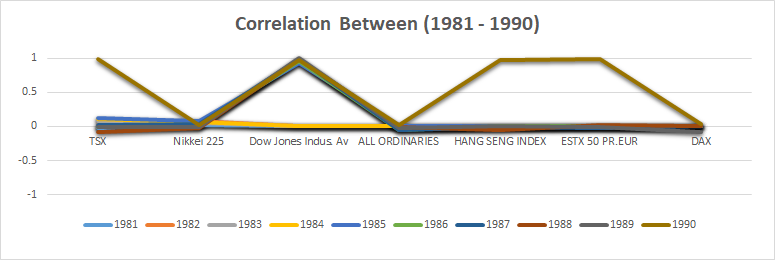 Correlation Between (1981 - 1990)
1
0.5
0
TSX Nikkei 225 Dow Jones Indus. Av ALL ORDINARIES HANG SENG INDEX ESTX 50 PR.EUR DAX
-0.5
-1
1981 1982 1983 1984 1985 1986 1987 1988 1989 1990